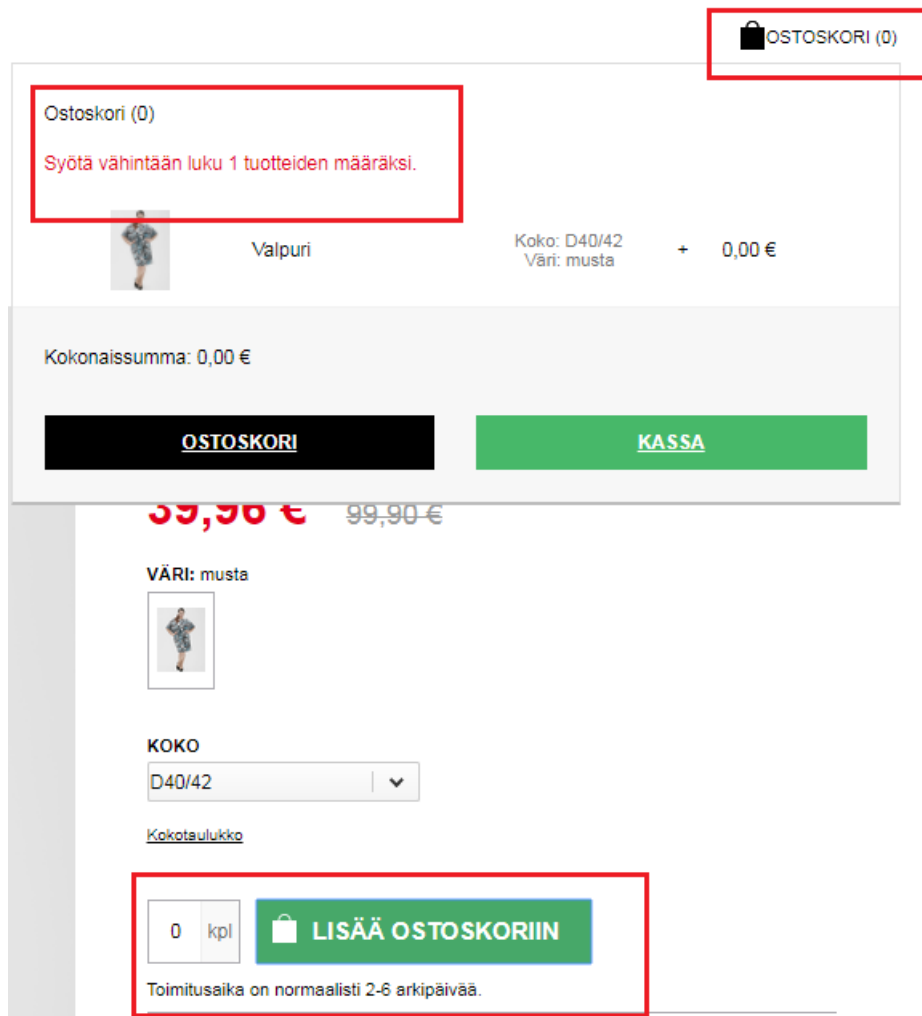 OSTOSKORI (0)
Ostoskori (0)
Syötä vähintään luku 1 tuotteiden määräksi.
Valpuri
Koko: D40/42
Väri: musta
+
0,00 €
Kokonaissumma: 0,00 €
OSTOSKORI
KASSA
39,96 €
99,90 €
VÄRI: musta
KOKO
D40/42
Kokotaulukko
0 kpl
LISÄÄ OSTOSKORIIN
Toimitusaika on normaalisti 2-6 arkipäivää.